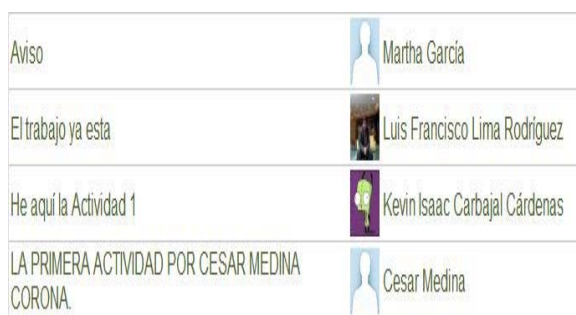 Aviso
Martha García
El trabajo ya esta
Luis Francisco Lima Rodríguez
He aquí la Actividad 1
Kevin Isaac Carbajal Cárdenas
LA PRIMERA ACTIVIDAD POR CESAR MEDINA
CORONA.
Cesar Medina